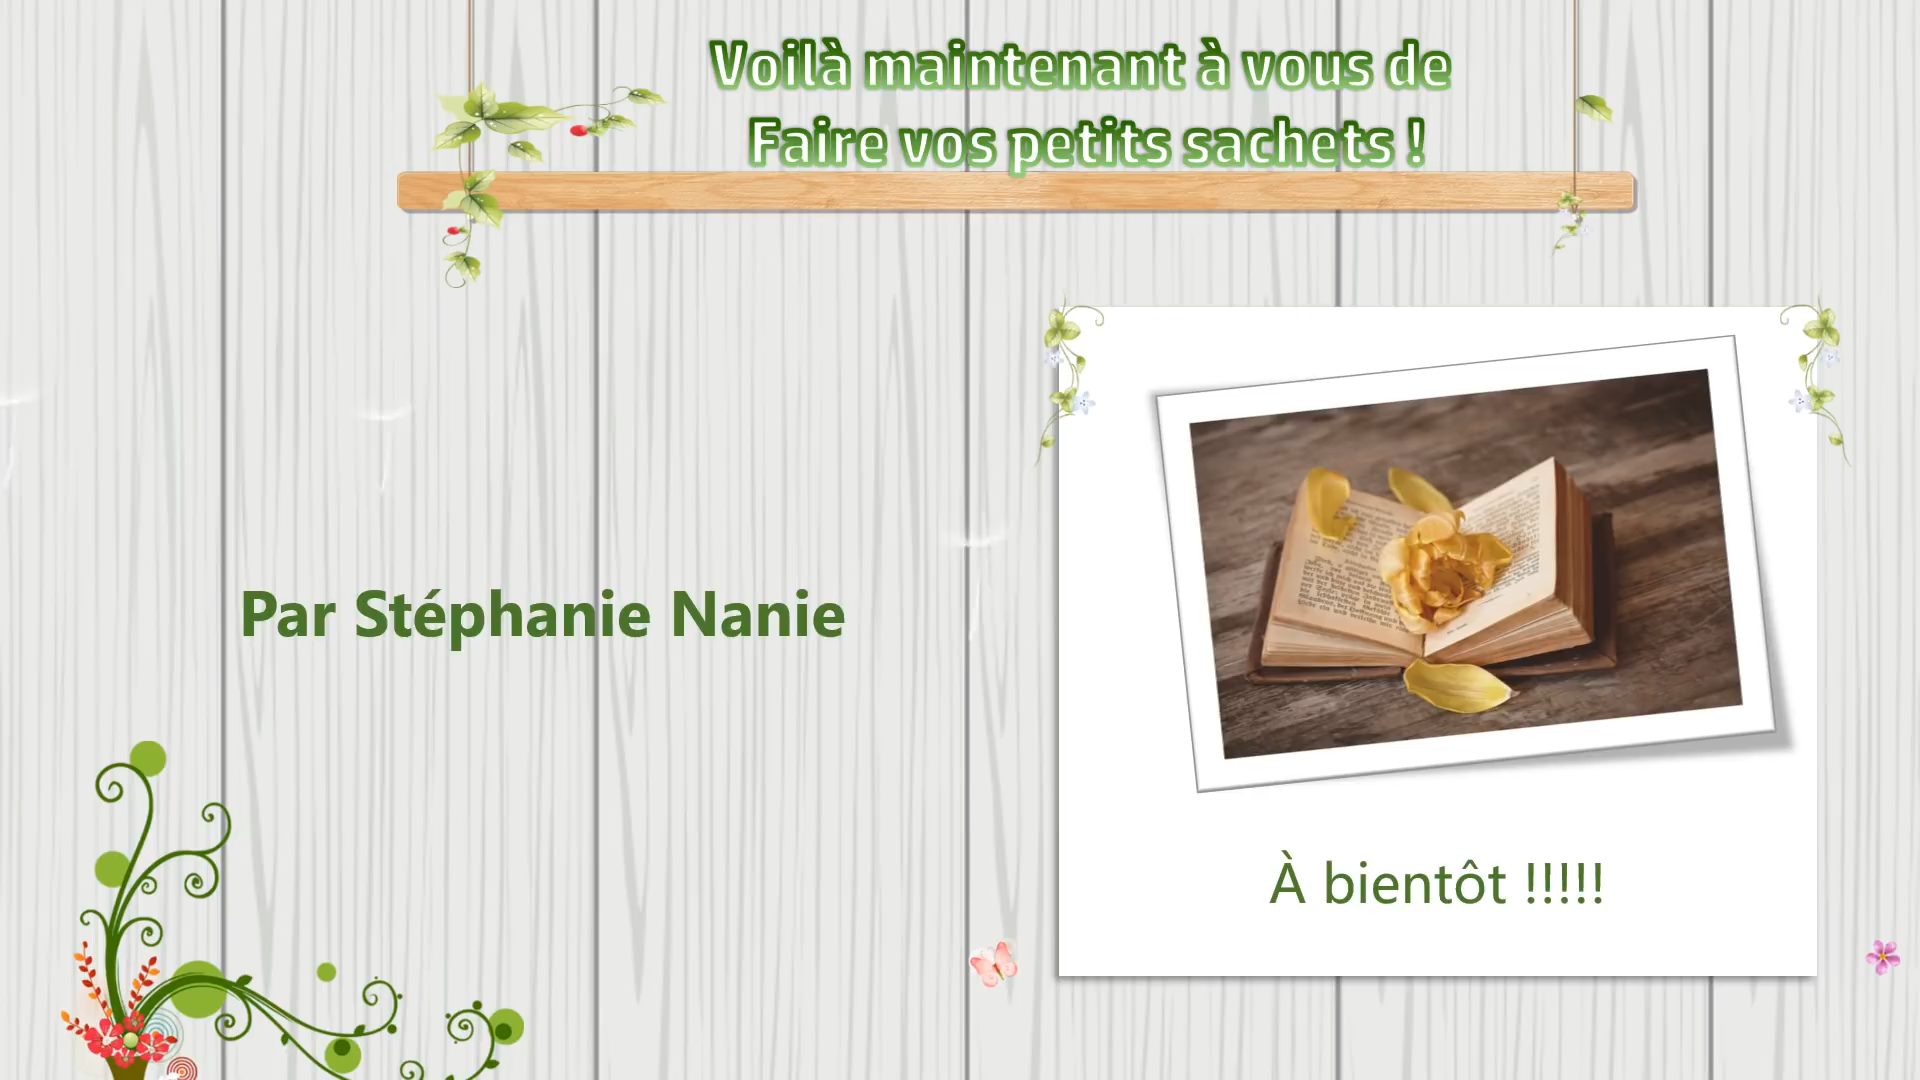 Voilà maintenant à vous de
Faire vos petits sachets !
Par Stéphanie Nanie
À bientôt !!!!!